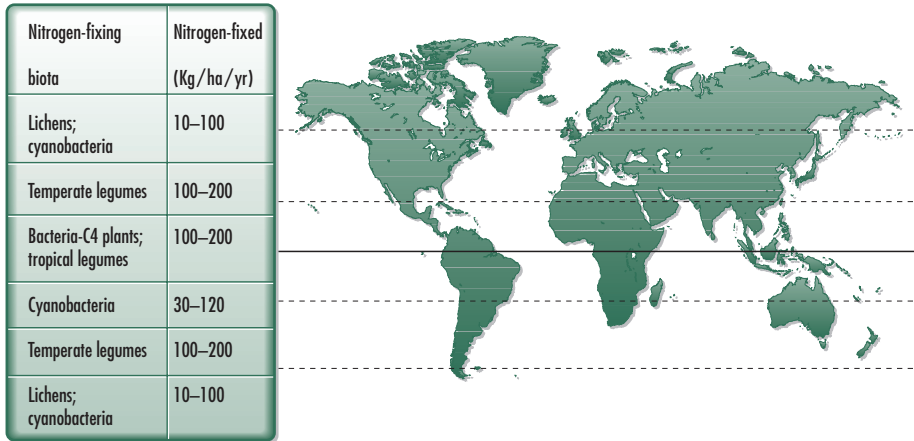 Nitrogen-fixing Nitrogen-fixed
biota (Kg/ha/yr)
Lichens; 10–100
cyanobacteria
Temperate legumes 100–200
Bacteria-C4 plants; 100–200
tropical legumes
Cyanobacteria 30–120
Temperate legumes 100–200
Lichens; 10–100
cyanobacteria